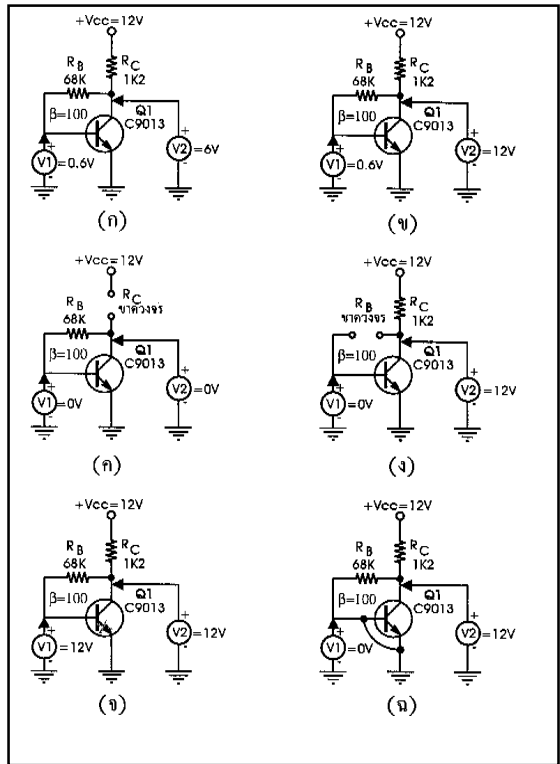 +Vcc=12V
RB
68K
RC
1K2
β=100
Q1
C9013
V1 =0.6V
V2 =6V
(ก)
+Vcc=12V
RB
68K
RC
1K2
β=100
Q1
C9013
V1 =0.6V
V2 =12V
(ข)
+Vcc=12V
RB
68K
RC
ขาดวงจร
β=100
Q1
C9013
V1 =0V
V2 =0V
(ค)
+Vcc=12V
RB
ขาดวงจร
RC
1K2
β=100
Q1
C9013
V1 =0V
V2 =12V
(ง)
+Vcc=12V
RB
68K
RC
1K2
β=100
Q1
C9013
V1 =12V
V2 =12V
(จ)
+Vcc=12V
RB
68K
RC
1K2
β=100
Q1
C9013
V1 =0V
V2 =12V
(ฉ)